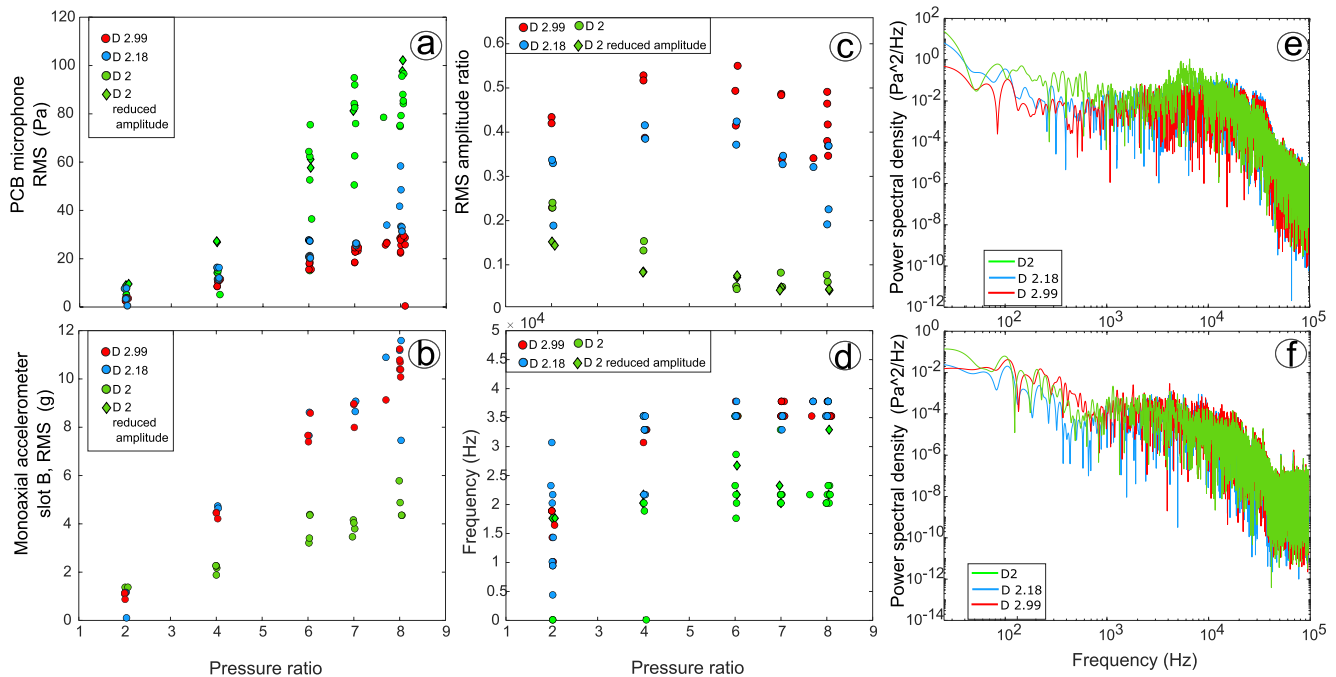 a
120
100
80
60
40
20
0
PCB microphone
RMS (Pa)
D 2.99
D 2.18
D 2
D 2
reduced
amplitude
b
12
10
8
6
4
2
0
1 2 3 4 5 6 7 8 9
Monoaxial accelerometer
slot B, RMS (g)
D 2.99
D 2.18
D 2
D 2
reduced
amplitude
Pressure ratio
c
0.6
0.5
0.4
0.3
0.2
0.1
0
RMS amplitude ratio
D 2.99 D 2
D 2.18 D 2 reduced amplitude
d
× 10^4
5
4.5
4
3.5
3
2.5
2
1.5
1
0.5
0
1 2 3 4 5 6 7 8 9
Frequency (Hz)
D 2.99 D 2
D 2.18 D 2 reduced amplitude
Pressure ratio
e
10^2
10^0
10^-2
10^-4
10^-6
10^-8
10^-10
10^-12
10^2 10^3 10^4 10^5
Power spectral density (Pa^2/Hz)
D2
D 2.18
D 2.99
f
10^0
10^-2
10^-4
10^-6
10^-8
10^-10
10^-12
10^-14
10^2 10^3 10^4 10^5
Power spectral density (Pa^2/Hz)
D2
D 2.18
D 2.99
Frequency (Hz)